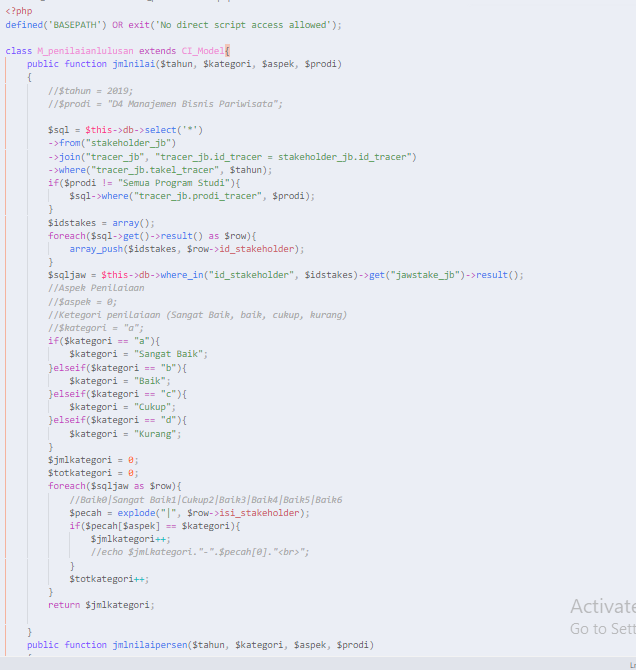 <?php
defined('BASEPATH') OR exit('No direct script access allowed');
class M_penilaianlulusan extends CI_Model{
public function jmlnilai($tahun, $kategori, $aspek, $prodi)
{
//$tahun = 2019;
//$prodi = "D4 Manajemen Bisnis Pariwisata";
$sql = $this->db->select('*')
->from("stakeholder_jb")
->join("tracer_jb", "tracer_jb.id_tracer = stakeholder_jb.id_tracer")
->where("tracer_jb.takel_tracer", $tahun);
if($prodi != "Semua Program Studi"){
$sql->where("tracer_jb.prodi_tracer", $prodi);
}
$idstakes = array();
foreach($sql->get()->result() as $row){
array_push($idstakes, $row->id_stakeholder);
}
$sqljaw = $this->db->where_in("id_stakeholder", $idstakes)->get("jawstake_jb")->result();
//Aspek Penilaiaan
//$aspek = 0;
//Ketegori penilaiaan (Sangat Baik, baik, cukup, kurang)
//$kategori = "a";
if($kategori == "a"){
$kategori = "Sangat Baik";
}elseif($kategori == "b"){
$kategori = "Baik";
}elseif($kategori == "c"){
$kategori = "Cukup";
}elseif($kategori == "d"){
$kategori = "Kurang";
}
$jmlkategori = 0;
$totkategori = 0;
foreach($sqljaw as $row){
//Baik0|Sangat Baik1|Cukup2|Baik3|Baik4|Baik5|Baik6
$pecah = explode("|", $row->isi_stakeholder);
if($pecah[$aspek] == $kategori){
$jmlkategori++;
//echo $jmlkategori."-".$pecah[0]."<br>";
}
$totkategori++;
}
return $jmlkategori;
}
public function jmlnilaipersen($tahun, $kategori, $aspek, $prodi)
{
Activate
Go to Sett